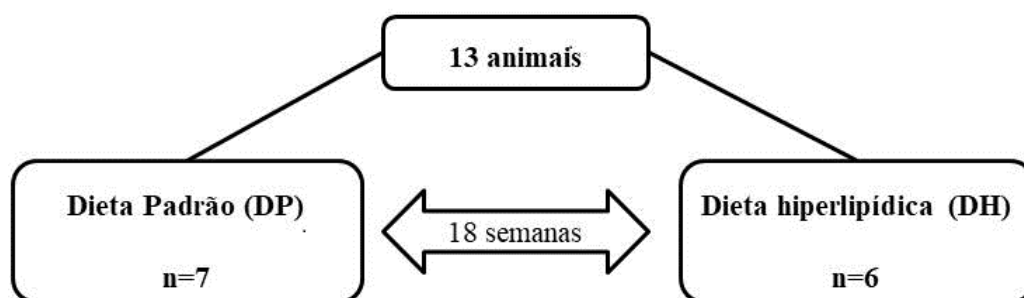 13 animais
Dieta Padrão (DP)
n=7
18 semanas
Dieta hiperlipídica (DH)
n=6